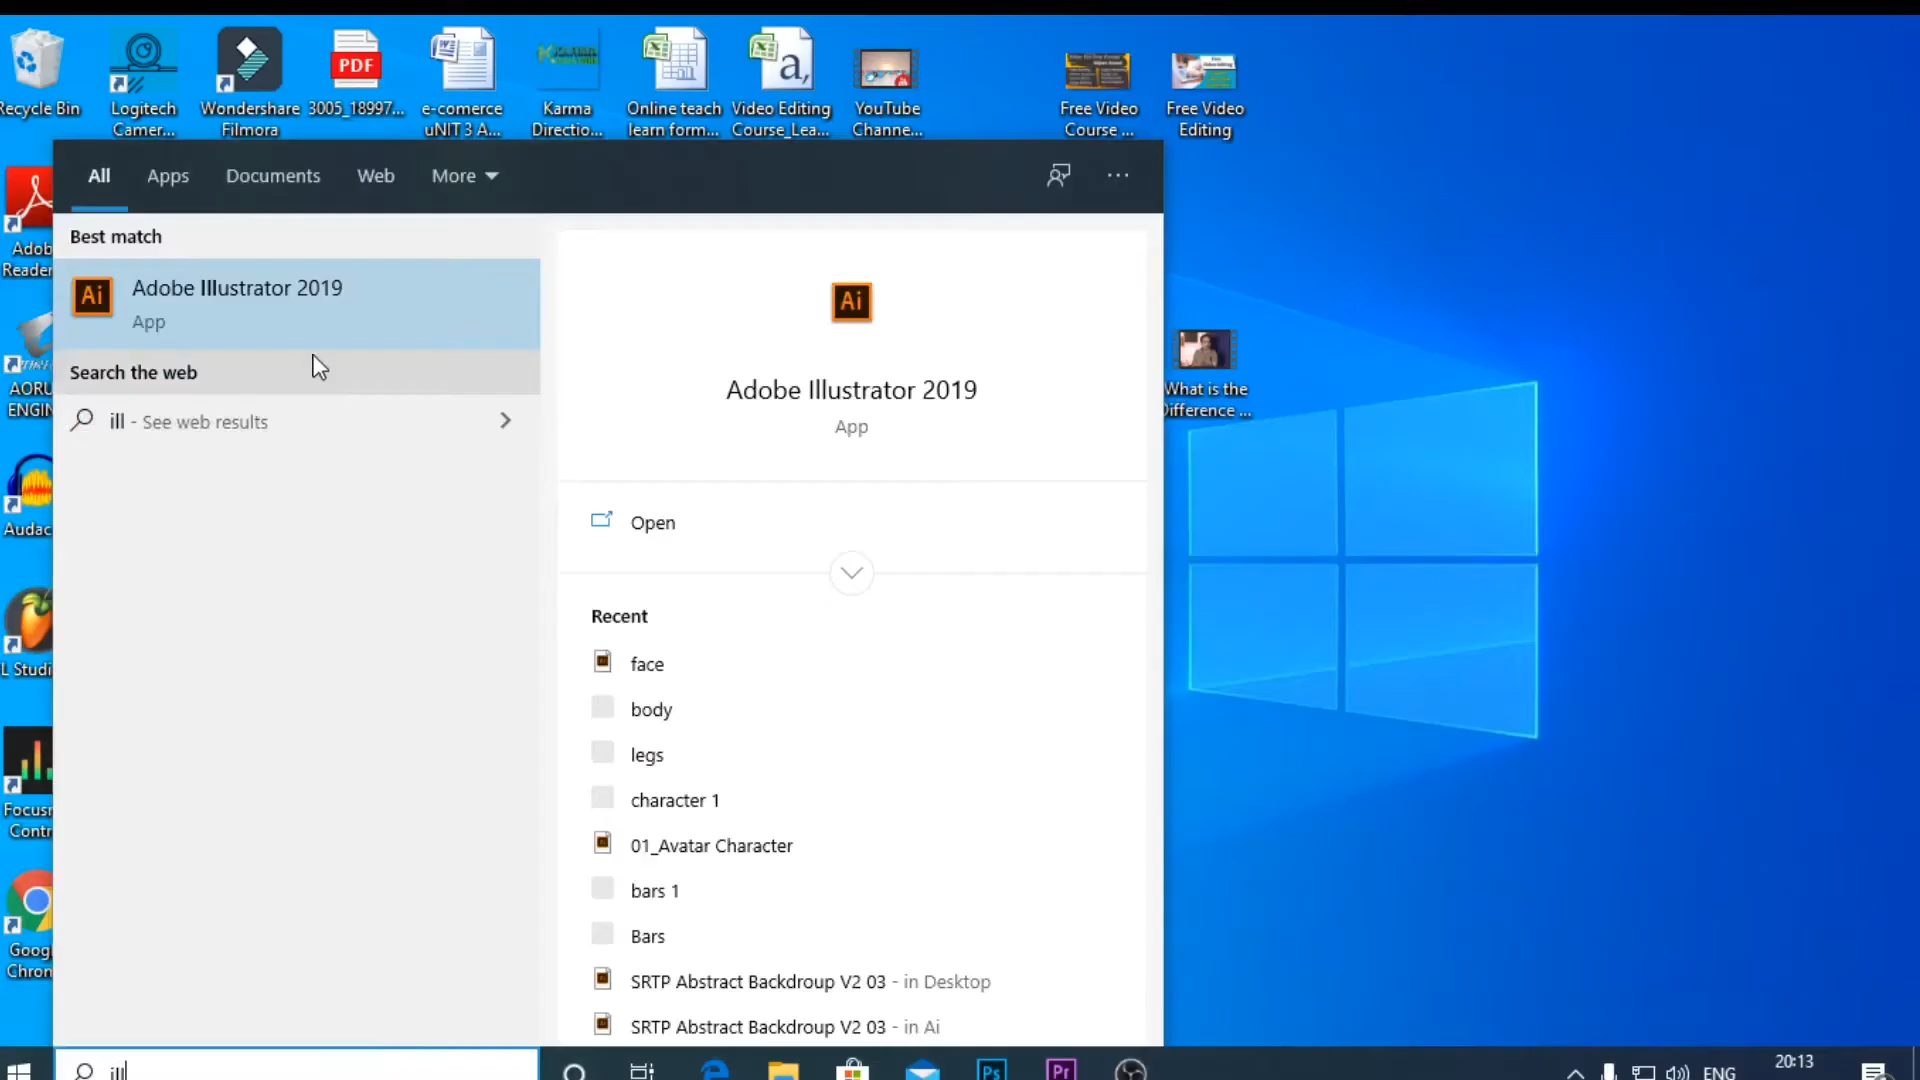 Recycle Bin
Logitech
Camer...
Wondershare
Filmora
PDF
3005_18997...
e-comerce
uNIT 3 A...
Karma
Directio...
Online teach
learn form...
a,
Video Editing
Course_Lea...
YouTube
Channe...
Free Video
Course ...
Free Video
Editing
All
Apps
Documents
Web
More
Adob
Reader
AORU
ENGIN
Audac
L Studi
Focusr
Contr
Goog
Chron
Best match
Ai
Adobe Illustrator 2019
App
Search the web
ill - See web results
Ai
Adobe Illustrator 2019
App
Open
Recent
face
body
legs
character 1
01_Avatar Character
bars 1
Bars
SRTP Abstract Backdroup V2 03 - in Desktop
SRTP Abstract Backdroup V2 03 - in Ai
What is the
Difference ...
ill
Ps
Pr
ENG
20:13